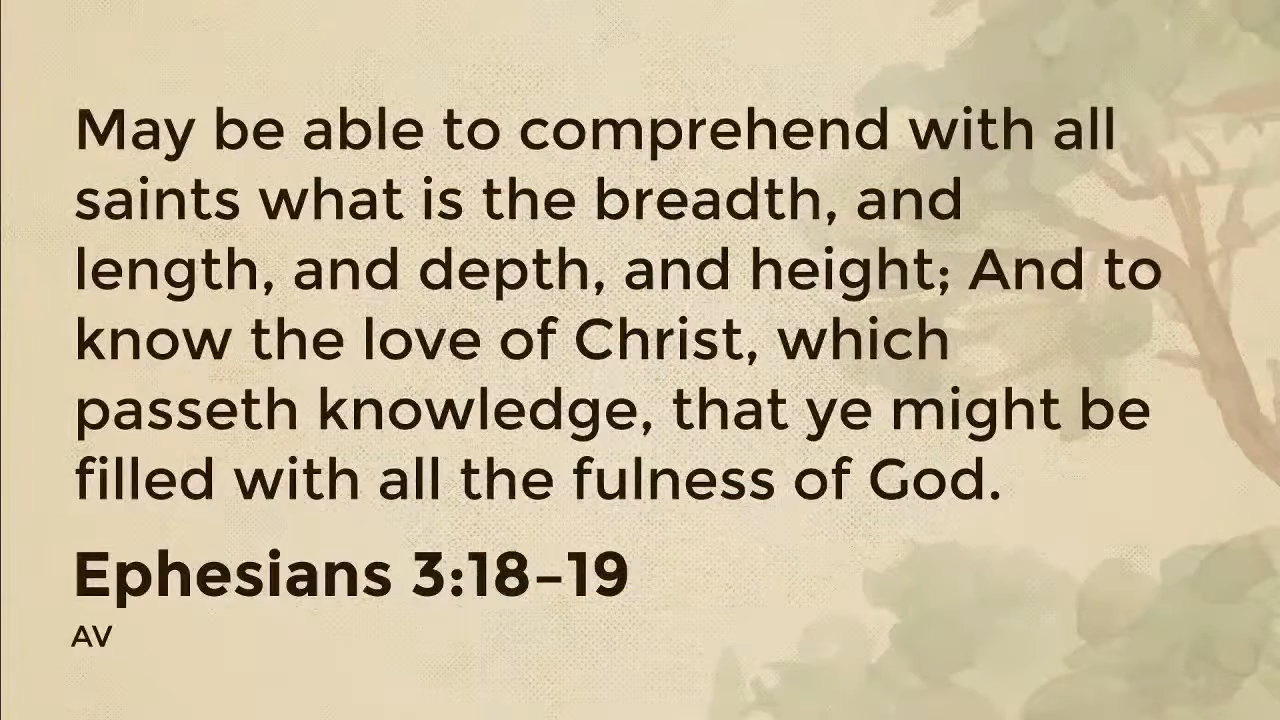 May be able to comprehend with all
saints what is the breadth, and
length, and depth, and height; And to
know the love of Christ, which
passeth knowledge, that ye might be
filled with all the fulness of God.
Ephesians 3:18–19
AV